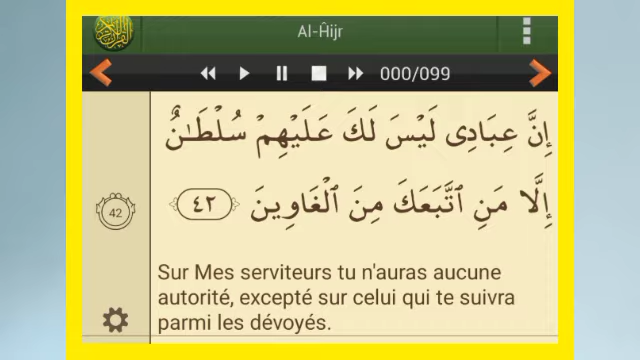 Al-Ĥijr
000/099
إِنَّ عِبَادِى لَيْسَ لَكَ عَلَيْهِمْ سُلْطَـٰنٌ
إِلَّا مَنِ ٱتَّبَعَكَ مِنَ ٱلْغَاوِينَ ٤٢
42
Sur Mes serviteurs tu n'auras aucune
autorité, excepté sur celui qui te suivra
parmi les dévoyés.